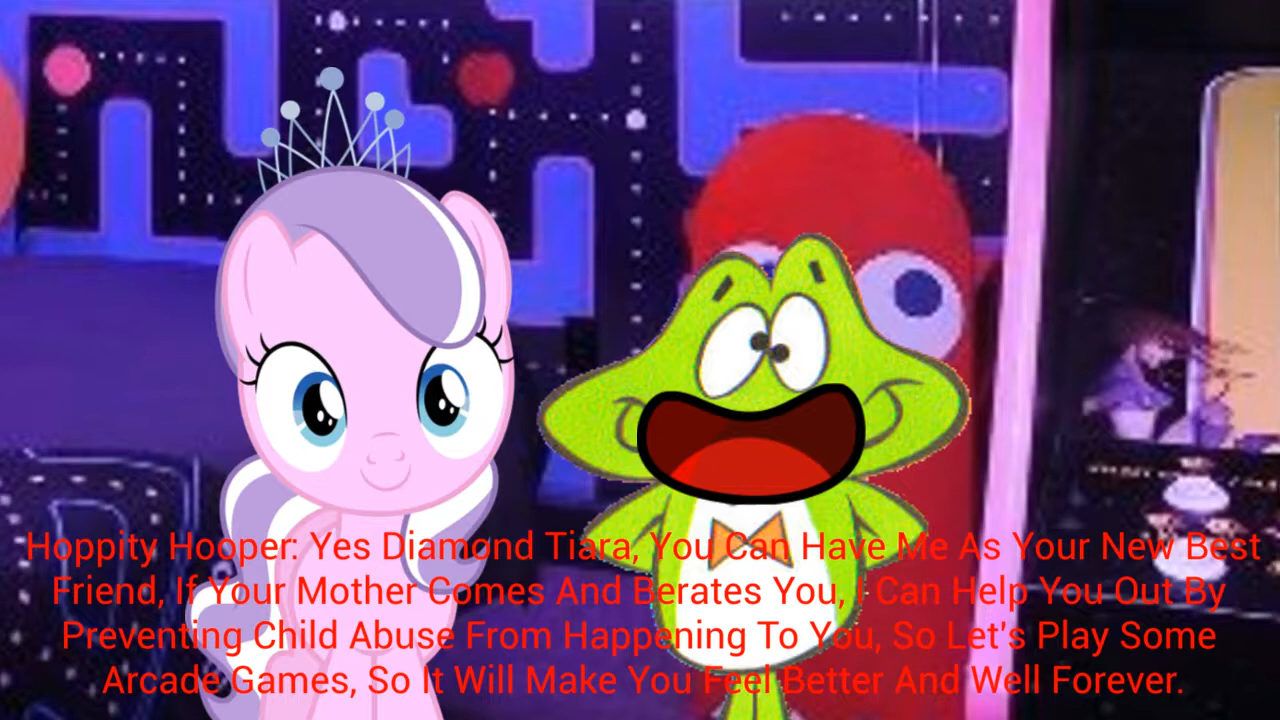 Hoppity Hooper: Yes Diamond Tiara, You Can Have Me As Your New Best
Friend, If Your Mother Comes And Berates You, I Can Help You Out By
Preventing Child Abuse From Happening To You, So Let's Play Some
Arcade Games, So It Will Make You Feel Better And Well Forever.